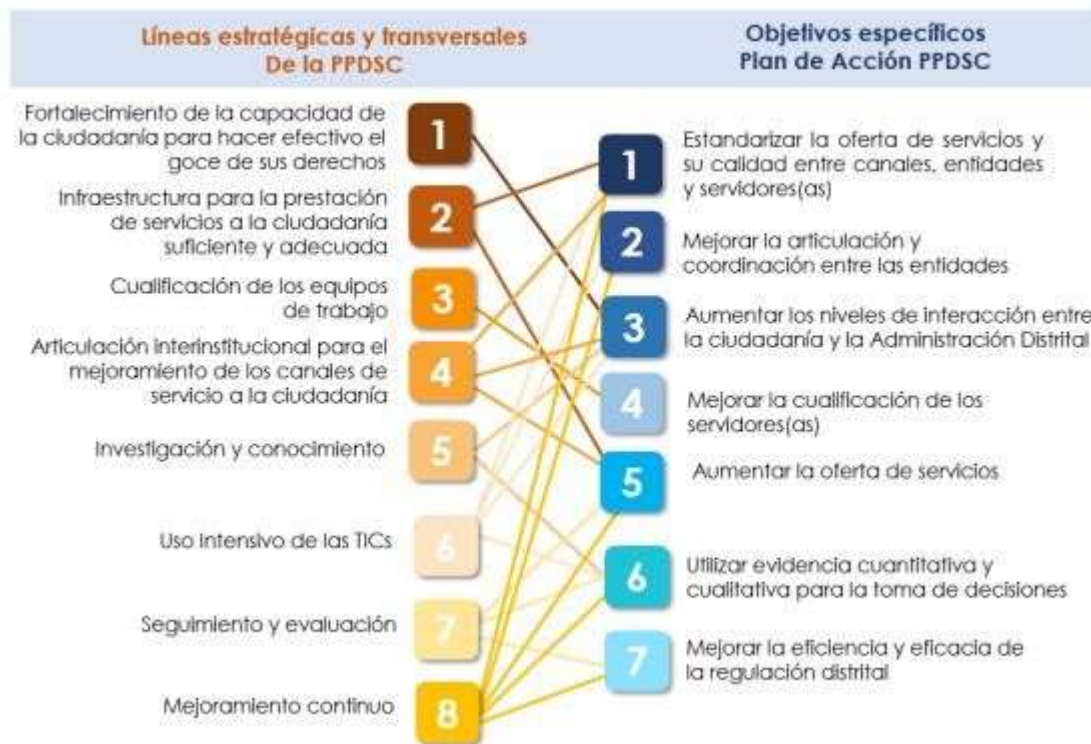 Líneas estratégicas y transversales
De la PPDSC
Fortalecimiento de la capacidad de
la ciudadanía para hacer efectivo el
goce de sus derechos
1
Infraestructura para la prestación
de servicios a la ciudadanía
suficiente y adecuada
2
Cualificación de los equipos
de trabajo
3
Articulación interinstitucional para el
mejoramiento de los canales de
servicio a la ciudadanía
4
Investigación y conocimiento
5
Uso intensivo de las TICs
6
Seguimiento y evaluación
7
Mejoramiento continuo
8
Objetivos específicos
Plan de Acción PPDSC
1
Estandarizar la oferta de servicios y
su calidad entre canales, entidades
y servidores(as)
2
Mejorar la articulación y
coordinación entre las entidades
3
Aumentar los niveles de interacción entre
la ciudadanía y la Administración Distrital
4
Mejorar la cualificación de los
servidores(as)
5
Aumentar la oferta de servicios
6
Utilizar evidencia cuantitativa y
cualitativa para la toma de decisiones
7
Mejorar la eficiencia y eficacia de
la regulación distrital